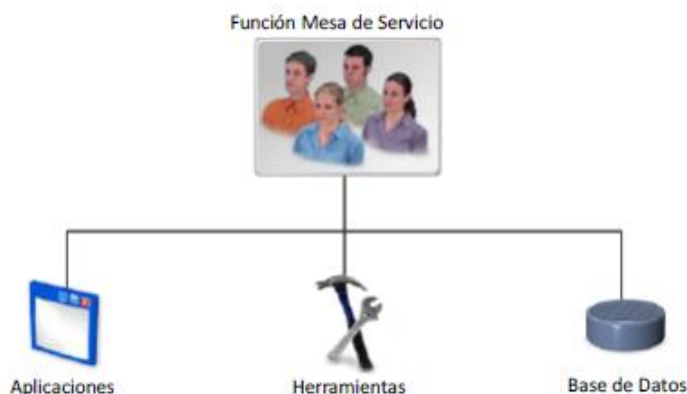 Función Mesa de Servicio
Aplicaciones
Herramientas
Base de Datos